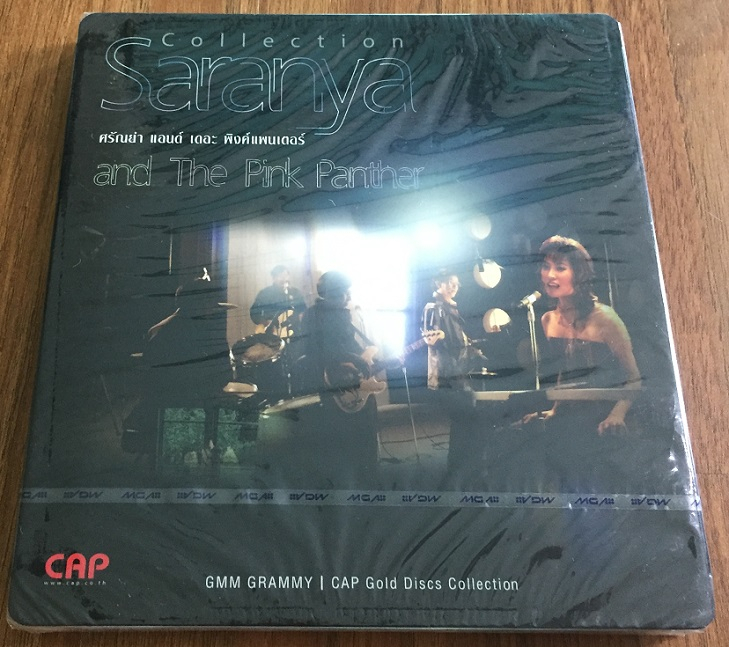 Collection
Saranya
ศรัณย่า แอนด์ เดอะ พิงค์แพนเตอร์
and The Pink Panther
CAP
www.cap.co.th
GMM GRAMMY | CAP Gold Discs Collection